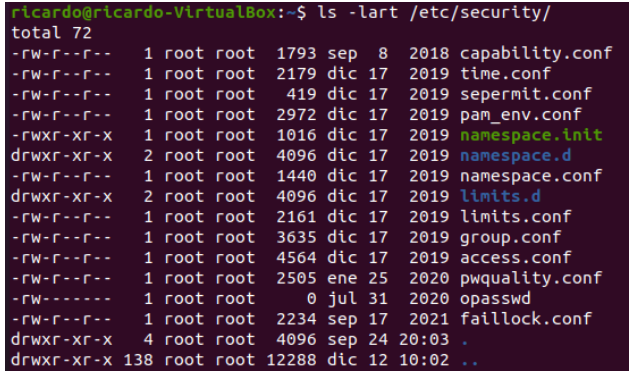 ricardo@ricardo-VirtualBox:~$ ls -lart /etc/security/
total 72
-rw-r--r--   1 root root  1793 sep  8  2018 capability.conf
-rw-r--r--   1 root root  2179 dic 17  2019 time.conf
-rw-r--r--   1 root root   419 dic 17  2019 sepermit.conf
-rw-r--r--   1 root root  2972 dic 17  2019 pam_env.conf
-rwxr-xr-x   1 root root  1016 dic 17  2019 namespace.init
drwxr-xr-x   2 root root  4096 dic 17  2019 namespace.d
-rw-r--r--   1 root root  1440 dic 17  2019 namespace.conf
drwxr-xr-x   2 root root  4096 dic 17  2019 limits.d
-rw-r--r--   1 root root  2161 dic 17  2019 limits.conf
-rw-r--r--   1 root root  3635 dic 17  2019 group.conf
-rw-r--r--   1 root root  4564 dic 17  2019 access.conf
-rw-r--r--   1 root root  2505 ene 25  2020 pwquality.conf
-rw-------   1 root root     0 jul 31  2020 opasswd
-rw-r--r--   1 root root  2234 sep 17  2021 faillock.conf
drwxr-xr-x   4 root root  4096 sep 24 20:03 .
drwxr-xr-x 138 root root 12288 dic 12 10:02 ..